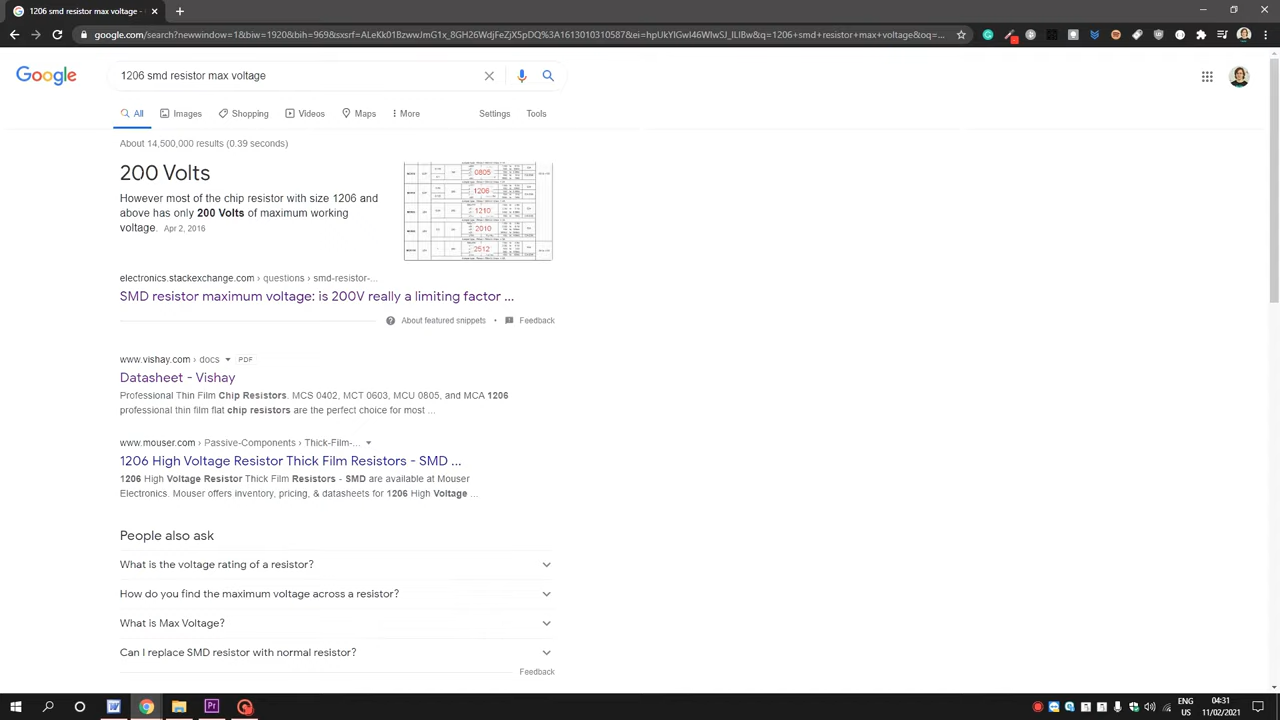 1206 smd resistor max voltage -
google.com/search?newwindow=1&biw=1920&bih=969&sxsrf=
Google
1206 smd resistor max voltage
All
Images
Shopping
Videos
Maps
More
Settings
Tools
About 14,500,000 results (0.39 seconds)
200 Volts
However most of the chip resistor with size 1206 and
above has only 200 Volts of maximum working
voltage. Apr 2, 2016
0805
1206
1210
2010
2512
electronics.stackexchange.com › questions › smd-resistor-...
SMD resistor maximum voltage: is 200V really a limiting factor ...
About featured snippets • Feedback
www.vishay.com › docs PDF
Datasheet - Vishay
Professional Thin Film Chip Resistors. MCS 0402, MCT 0603, MCU 0805, and MCA 1206
professional thin film flat chip resistors are the perfect choice for most ...
www.mouser.com › Passive-Components › Thick-Film-...
1206 High Voltage Resistor Thick Film Resistors - SMD ...
1206 High Voltage Resistor Thick Film Resistors - SMD are available at Mouser
Electronics. Mouser offers inventory, pricing, & datasheets for 1206 High Voltage ...
People also ask
What is the voltage rating of a resistor?
How do you find the maximum voltage across a resistor?
What is Max Voltage?
Can I replace SMD resistor with normal resistor?
Feedback
W
Pr
ENG
US
04:31
11/02/2021